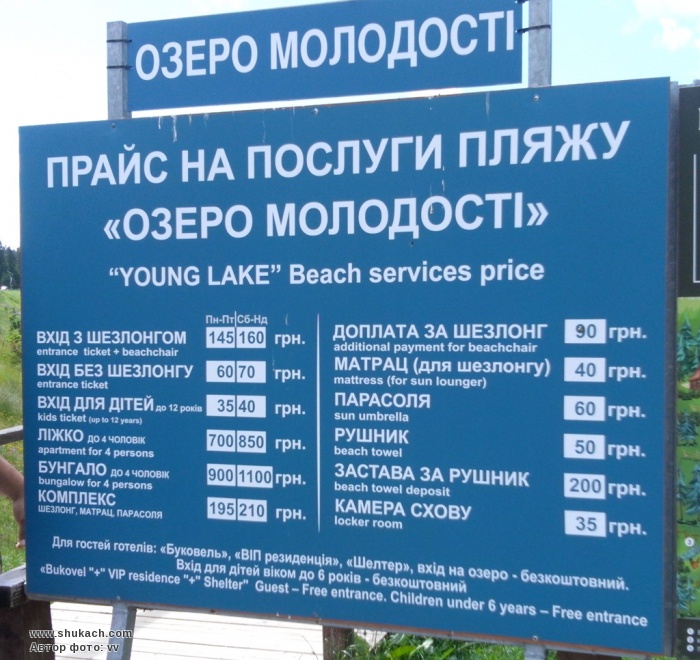 ОЗЕРО МОЛОДОСТІ
ПРАЙС НА ПОСЛУГИ ПЛЯЖУ
«ОЗЕРО МОЛОДОСТІ»
“YOUNG LAKE” Beach services price
Пн-Пт Сб-Нд
ВХІД З ШЕЗЛОНГОМ 145 160 грн.
entrance ticket + beachchair
ВХІД БЕЗ ШЕЗЛОНГУ 60 70 грн.
entrance ticket
ВХІД ДЛЯ ДІТЕЙ до 12 років 35 40 грн.
kids ticket (up to 12 years)
ЛІЖКО ДО 4 ЧОЛОВІК 700 850 грн.
apartment for 4 persons
БУНГАЛО ДО 4 ЧОЛОВІК 900 1100 грн.
bungalow for 4 persons
КОМПЛЕКС 195 210 грн.
ШЕЗЛОНГ, МАТРАЦ, ПАРАСОЛЯ
ДОПЛАТА ЗА ШЕЗЛОНГ 90 грн.
additional payment for beachchair
МАТРАЦ (для шезлонгу) 40 грн.
mattress (for sun lounger)
ПАРАСОЛЯ 60 грн.
sun umbrella
РУШНИК 50 грн.
beach towel
ЗАСТАВА ЗА РУШНИК 200 грн.
beach towel deposit
КАМЕРА СХОВУ 35 грн.
locker room
Для гостей готелів: «Буковель», «ВІП резиденція», «Шелтер», вхід на озеро - безкоштовний.
Вхід для дітей віком до 6 років - безкоштовний
«Bukovel "+" VIP residence "+" Shelter” Guest – Free entrance. Children under 6 years – Free entrance
www.shukach.com
Автор фото: vv